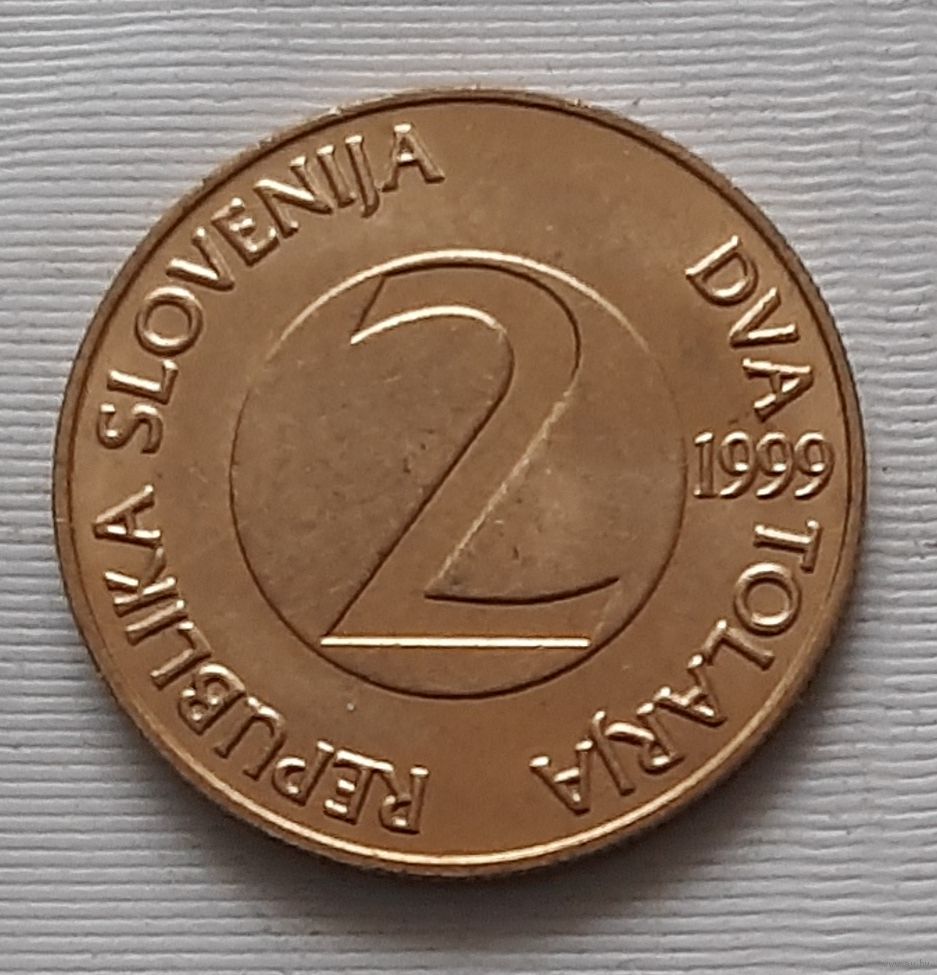 REPUBLIKA SLOVENIJA
DVA TOLARJA
1999
2